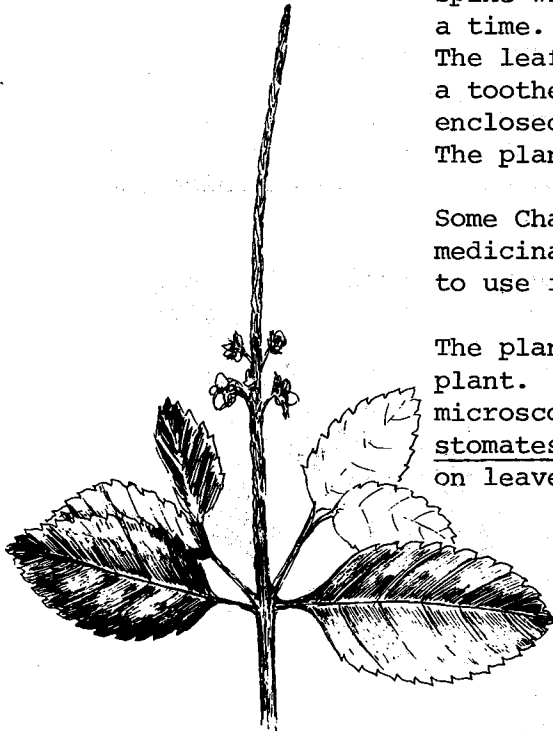 a time.
The leaf
a toothe
enclosed
The plan
Some Cha
medicina
to use i
The plan
plant.
microsco
stomates
on leave